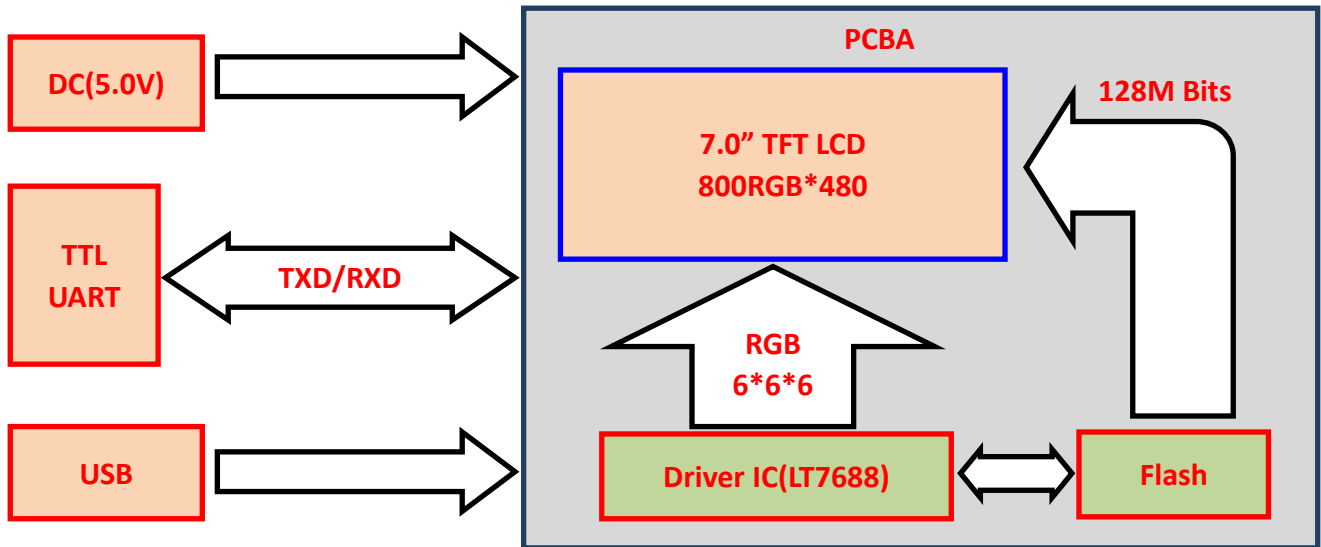 PCBA
DC(5.0V)
128M Bits
7.0” TFT LCD
800RGB*480
TTL
UART
TXD/RXD
RGB
6*6*6
USB
Driver IC(LT7688)
Flash